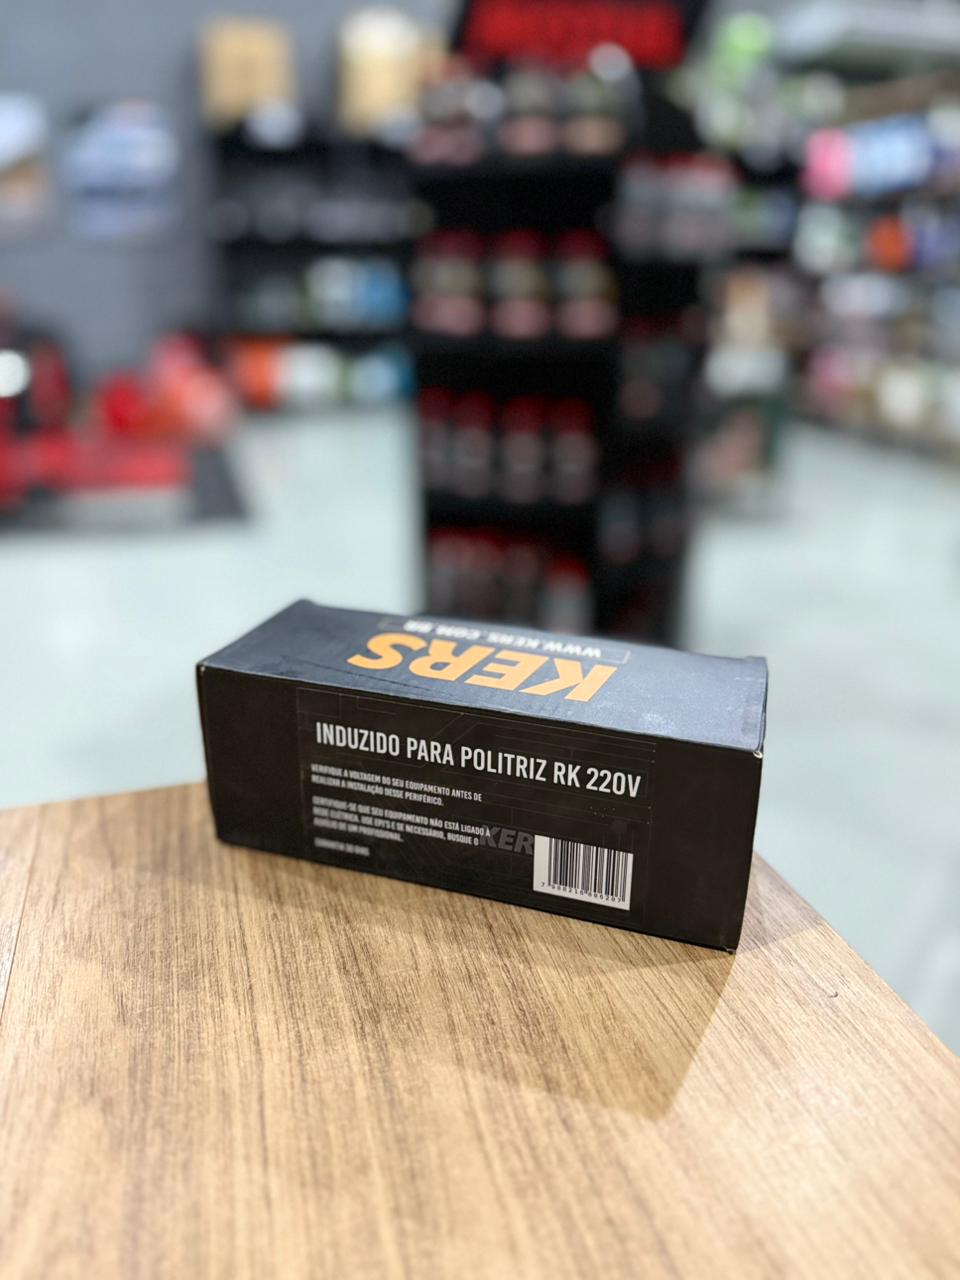 WWW.KERS.COM.BR
KERS
INDUZIDO PARA POLITRIZ RK 220V
VERIFIQUE A VOLTAGEM DO SEU EQUIPAMENTO ANTES DE
REALIZAR A INSTALAÇÃO DESSE PERIFÉRICO.
CERTIFIQUE-SE QUE SEU EQUIPAMENTO NÃO ESTÁ LIGADO À
REDE ELÉTRICA. USE EPI'S E SE NECESSÁRIO, BUSQUE O
AUXÍLIO DE UM PROFISSIONAL.
KERS